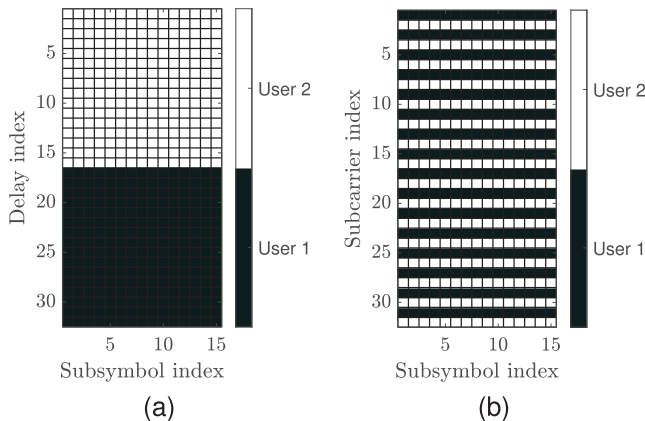 Delay index
5
10
15
20
25
30
5 10 15
Subsymbol index
User 2
User 1
(a)
Subcarrier index
5
10
15
20
25
30
5 10 15
Subsymbol index
User 2
User 1
(b)